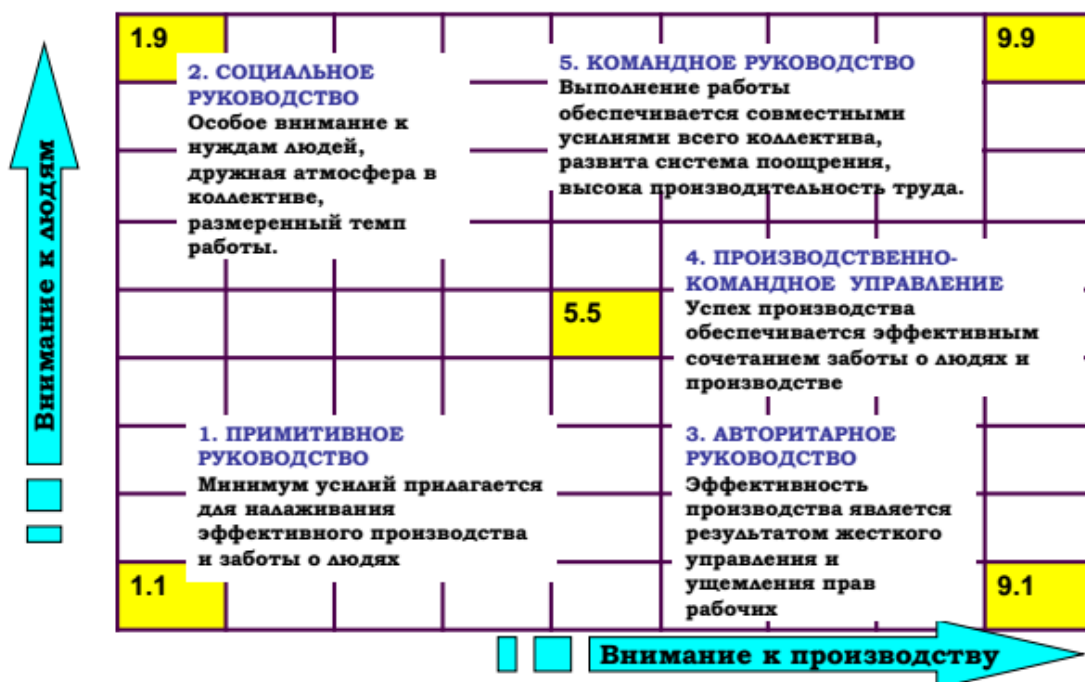 1.9
9.9
2. СОЦИАЛЬНОЕ
РУКОВОДСТВО
Особое внимание к
нуждам людей,
дружная атмосфера в
коллективе,
размеренный темп
работы.
5. КОМАНДНОЕ РУКОВОДСТВО
Выполнение работы
обеспечивается совместными
усилиями всего коллектива,
развита система поощрения,
высока производительность труда.
Внимание к людям
5.5
4. ПРОИЗВОДСТВЕННО-
КОМАНДНОЕ УПРАВЛЕНИЕ
Успех производства
обеспечивается эффективным
сочетанием заботы о людях и
производстве
1. ПРИМИТИВНОЕ
РУКОВОДСТВО
Минимум усилий прилагается
для налаживания
эффективного производства
и заботы о людях
3. АВТОРИТАРНОЕ
РУКОВОДСТВО
Эффективность
производства является
результатом жесткого
управления и
ущемления прав
рабочих
1.1
9.1
Внимание к производству